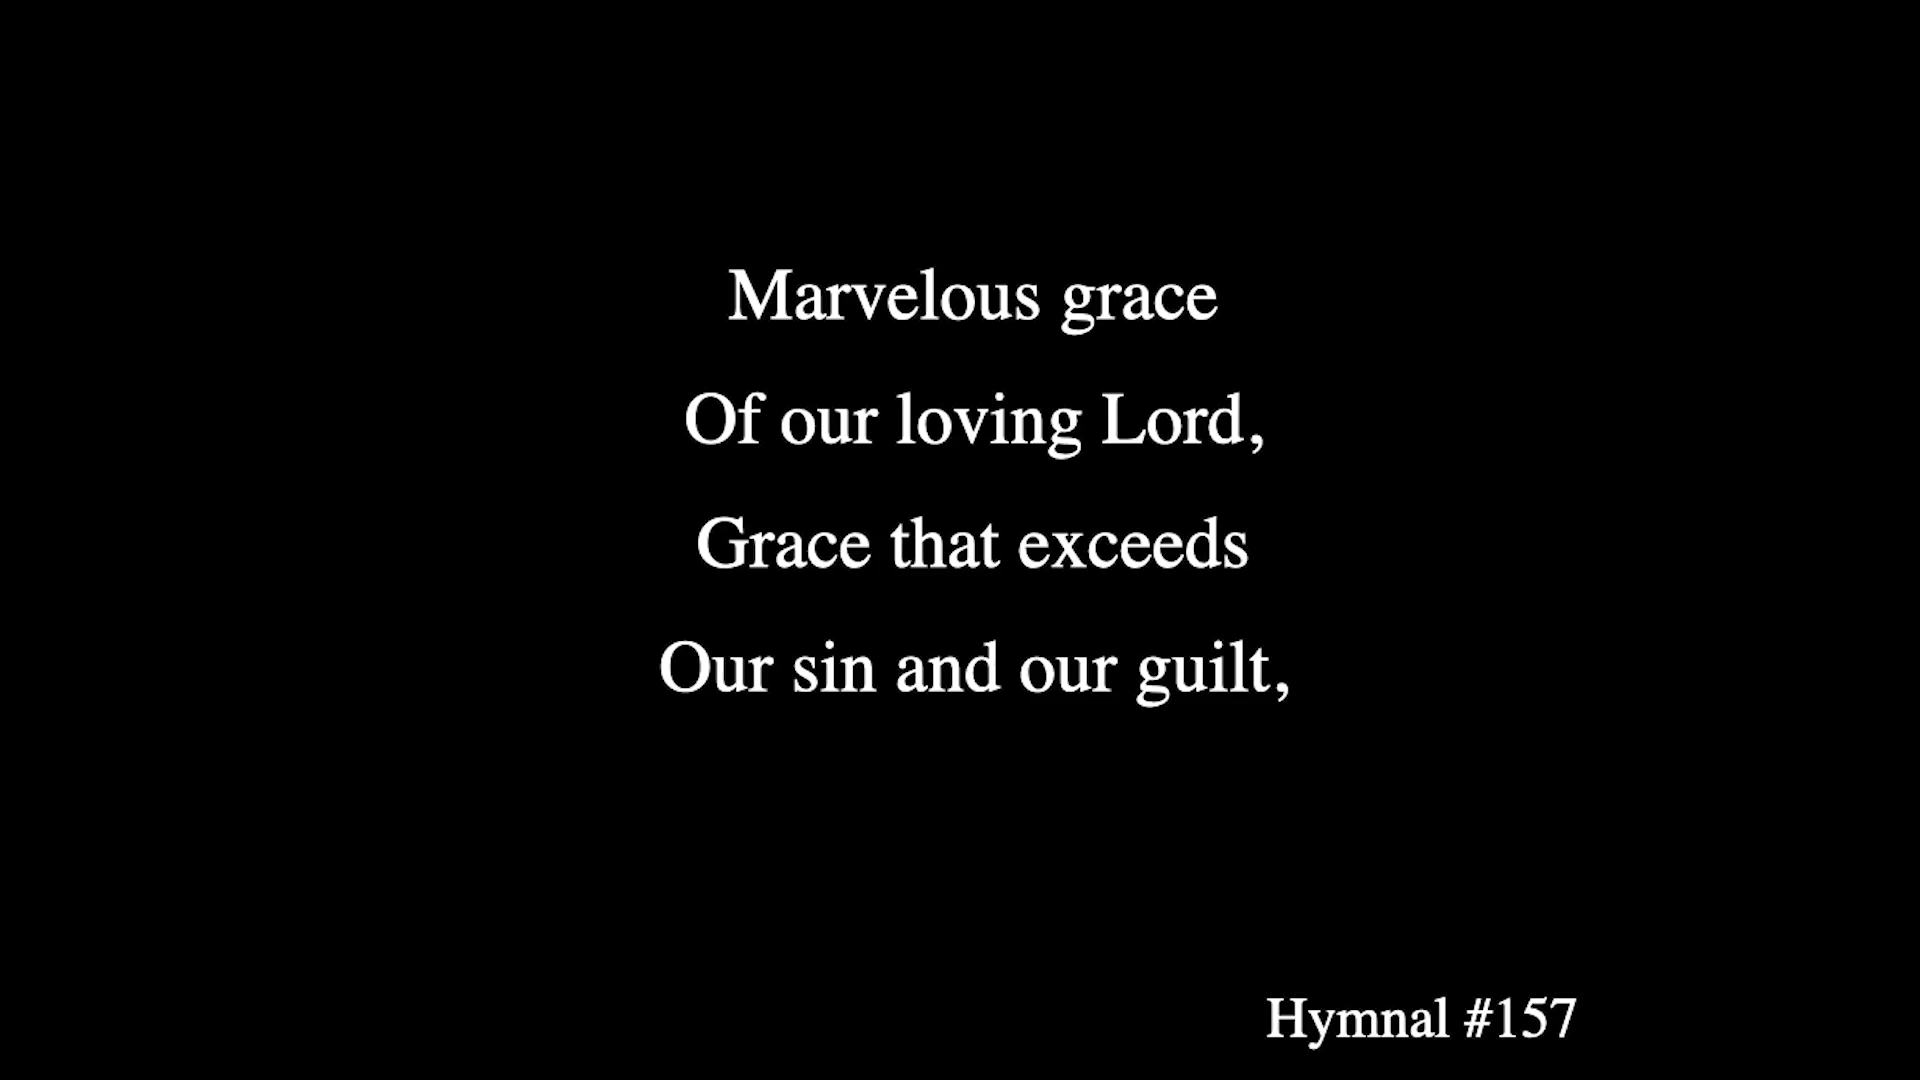 Marvelous grace
Of our loving Lord,
Grace that exceeds
Our sin and our guilt,
Hymnal #157